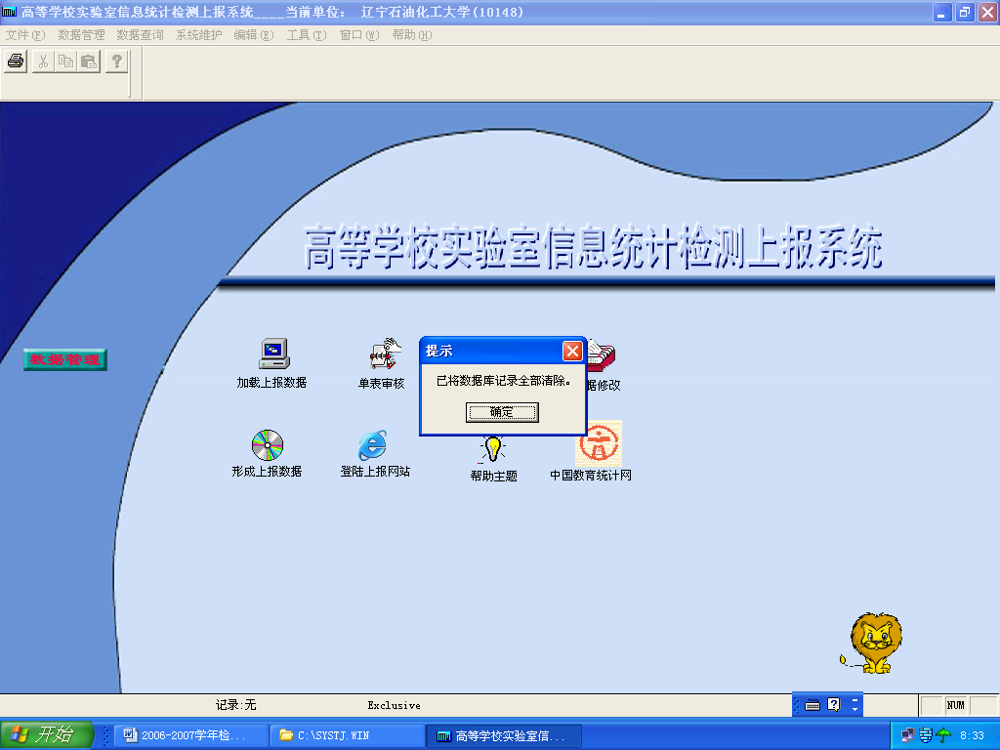 高等学校实验室信息统计检测上报系统____当前单位： 辽宁石油化工大学(10148)
文件(F) 数据管理 数据查询 系统维护 编辑(E) 工具(T) 窗口(W) 帮助(H)
高等学校实验室信息统计检测上报系统
数据管理
提示
已将数据库记录全部清除。
确定
加载上报数据 单表审核 据修改
形成上报数据 登陆上报网站 帮助主题 中国教育统计网
记录:无 Exclusive NUM
开始 2006-2007学年检... C:\SYSTJ.WIN 高等学校实验室信... 8:33